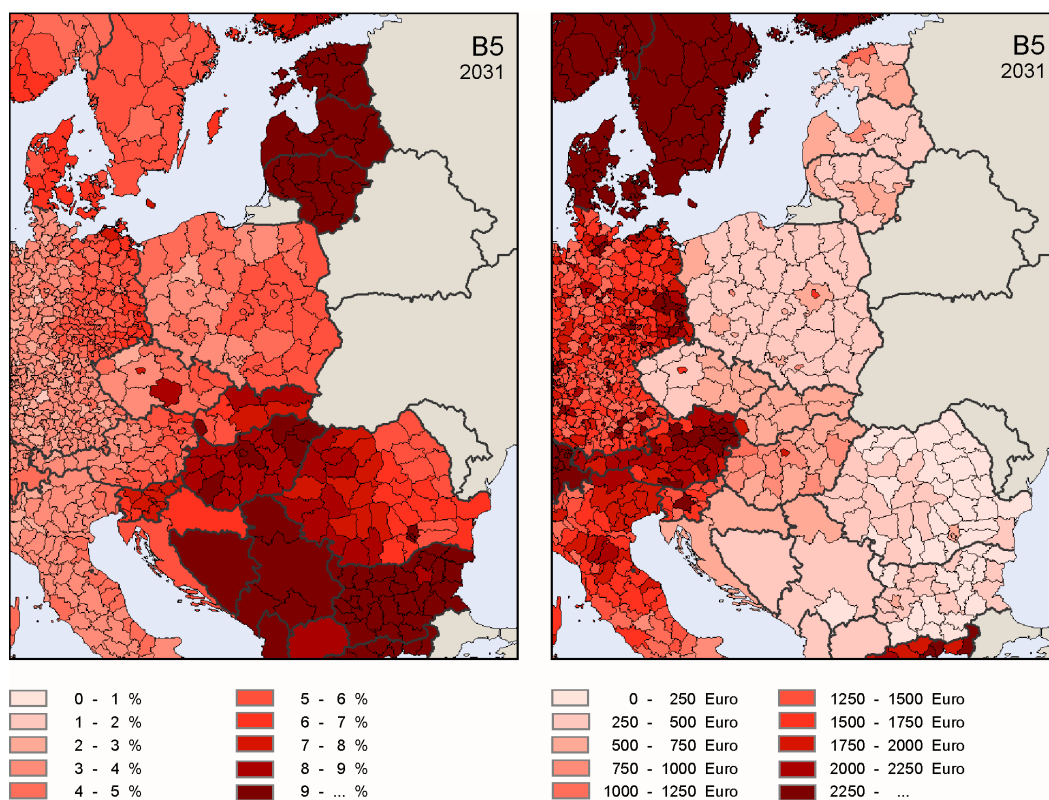 B5
2031
B5
2031
0 - 1 %
1 - 2 %
2 - 3 %
3 - 4 %
4 - 5 %
5 - 6 %
6 - 7 %
7 - 8 %
8 - 9 %
9 - ... %
0 - 250 Euro
250 - 500 Euro
500 - 750 Euro
750 - 1000 Euro
1000 - 1250 Euro
1250 - 1500 Euro
1500 - 1750 Euro
1750 - 2000 Euro
2000 - 2250 Euro
2250 - ...